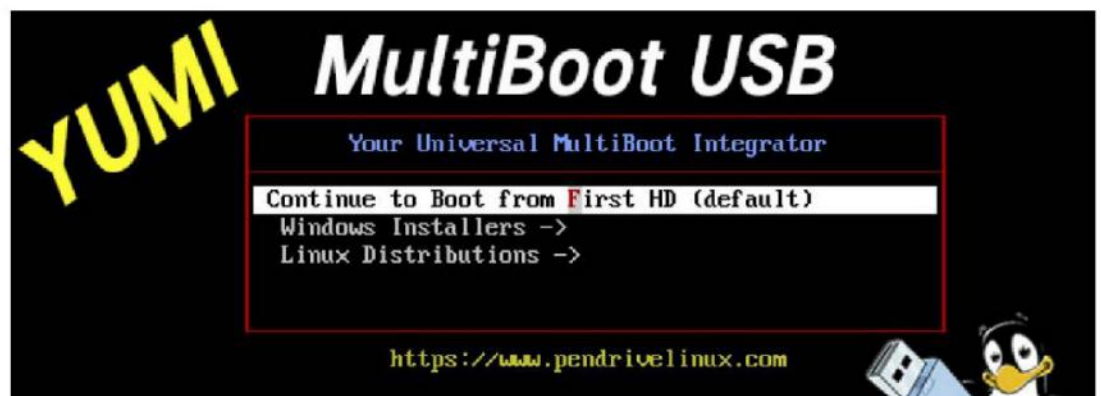 YUMI
MultiBoot USB
Your Universal MultiBoot Integrator
Continue to Boot from First HD (default)
Windows Installers ->
Linux Distributions ->
https://www.pendrivelinux.com